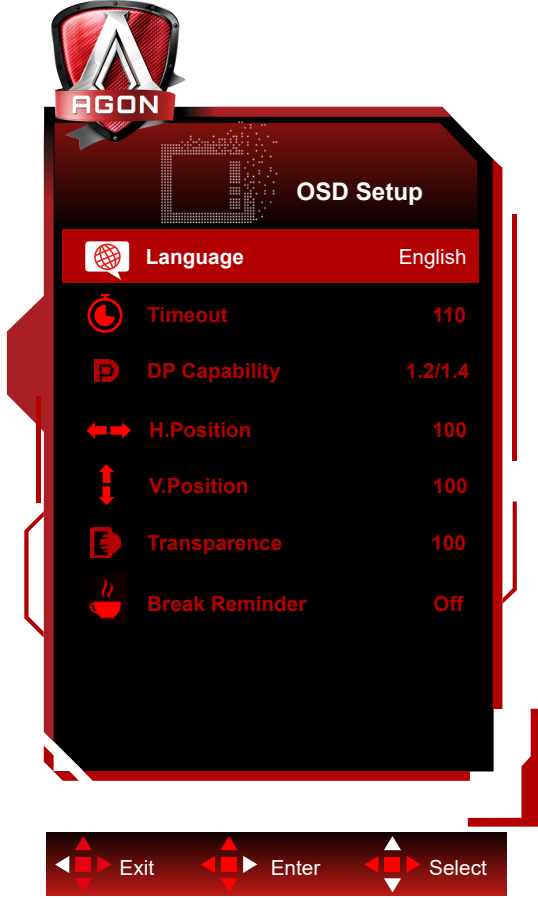 AGON
OSD Setup
Language English
Timeout 110
DP Capability 1.2/1.4
H.Position 100
V.Position 100
Transparence 100
Break Reminder Off
Exit Enter Select